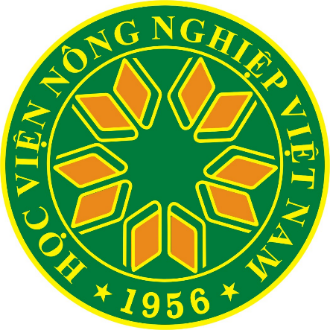 HỌC VIỆN NÔNG NGHIỆP VIỆT NAM
★ 1956 ★